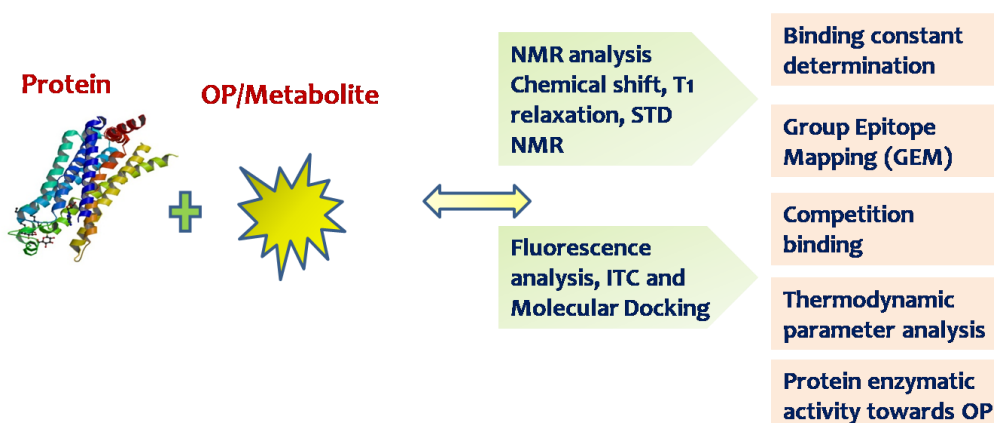 Protein
OP/Metabolite
NMR analysis
Chemical shift, T1
relaxation, STD
NMR
Fluorescence
analysis, ITC and
Molecular Docking
Binding constant
determination
Group Epitope
Mapping (GEM)
Competition
binding
Thermodynamic
parameter analysis
Protein enzymatic
activity towards OP